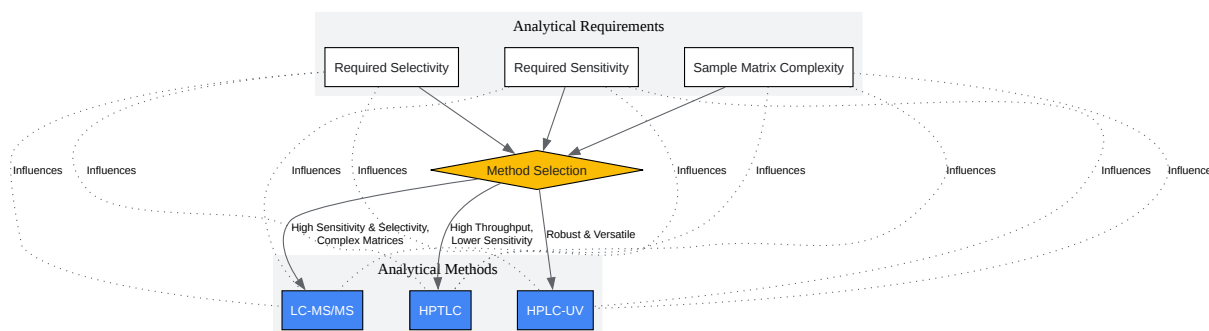 Analytical Requirements
Required Selectivity
Required Sensitivity
Sample Matrix Complexity
Influences
Influences
Influences
Method Selection
Influences
Influences
Influences
Influences
Influences
High Sensitivity & Selectivity,
Complex Matrices
High Throughput,
Lower Sensitivity
Robust & Versatile
Analytical Methods
LC-MS/MS
HPTLC
HPLC-UV